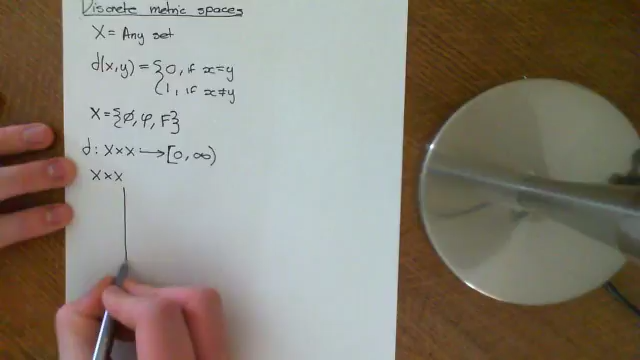 Discrete metric spaces
X = Any set
d(x,y) = { 0, if x=y
1, if x≠y
X = {ø, φ, F}
d : X×X → [0, ∞)
X×X